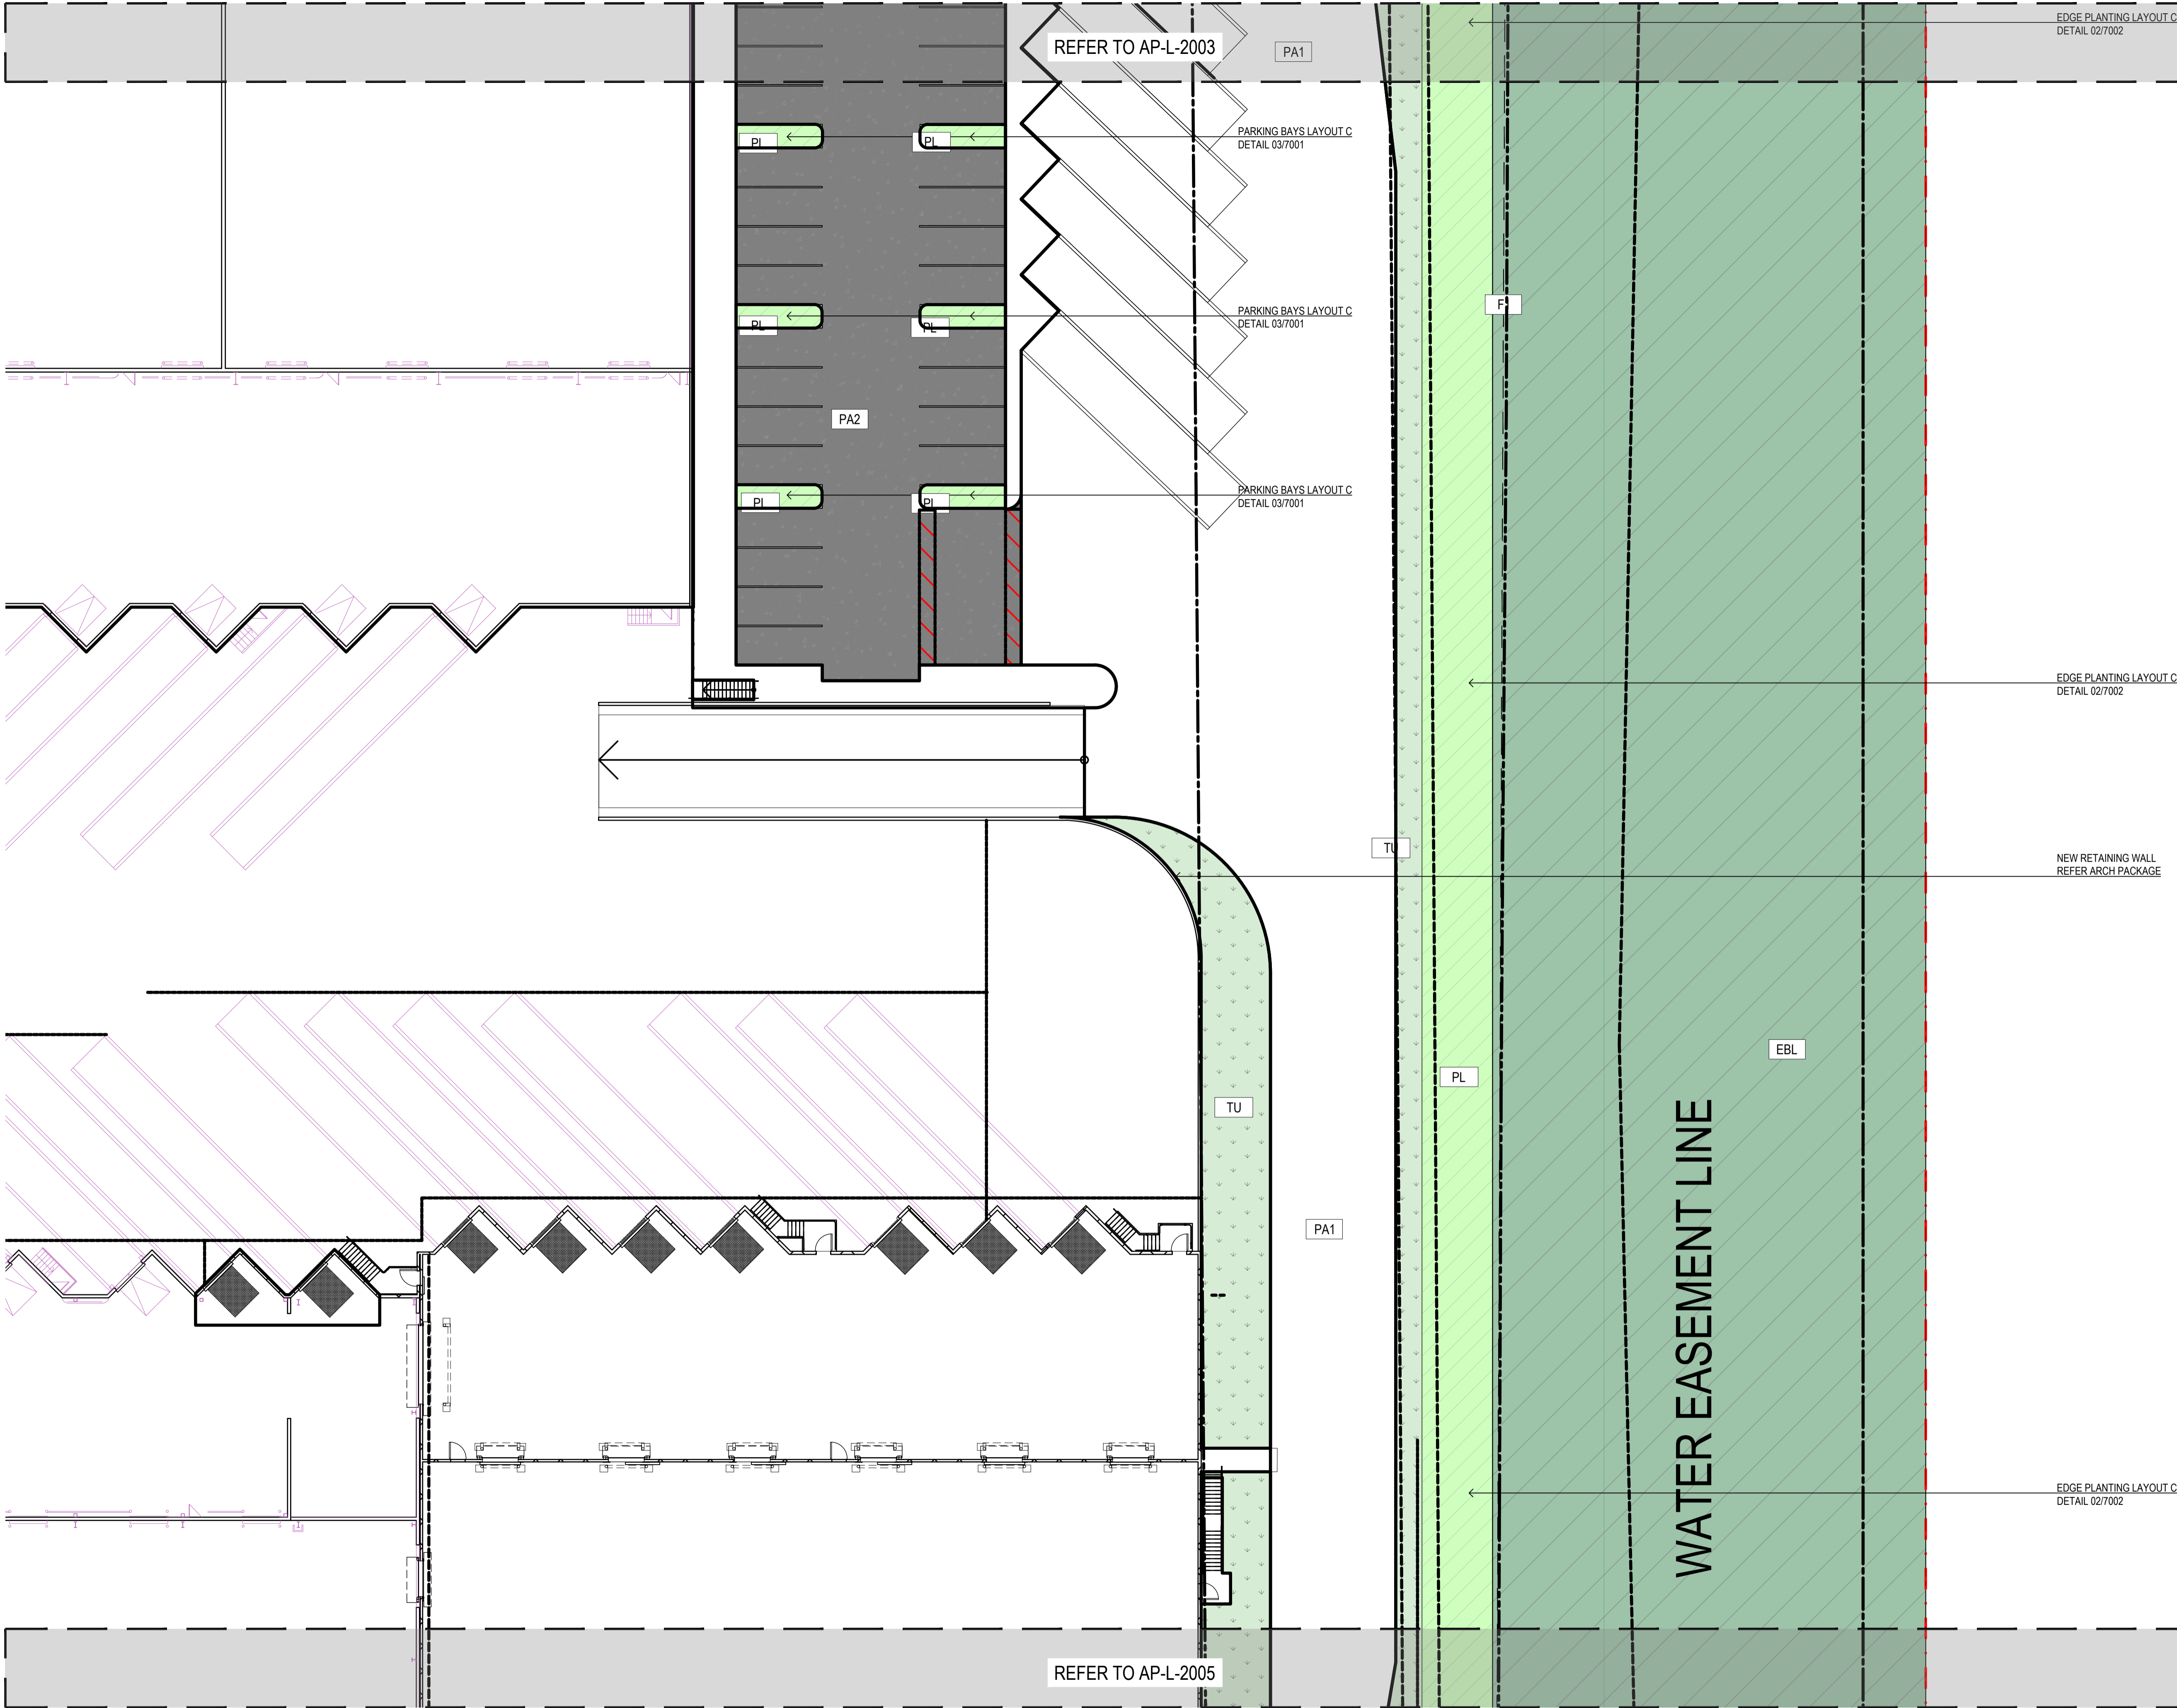 EDGE PLANTING LAYOUT C
DETAIL 02/7002
REFER TO AP-L-2003
PA1
PARKING BAYS LAYOUT C
DETAIL 03/7001
PL
PL
F
PARKING BAYS LAYOUT C
DETAIL 03/7001
PL
PL
PA2
PARKING BAYS LAYOUT C
DETAIL 03/7001
PL
PL
EDGE PLANTING LAYOUT C
DETAIL 02/7002
TU
NEW RETAINING WALL
REFER ARCH PACKAGE
EBL
PL
TU
PA1
WATER EASEMENT LINE
EDGE PLANTING LAYOUT C
DETAIL 02/7002
REFER TO AP-L-2005